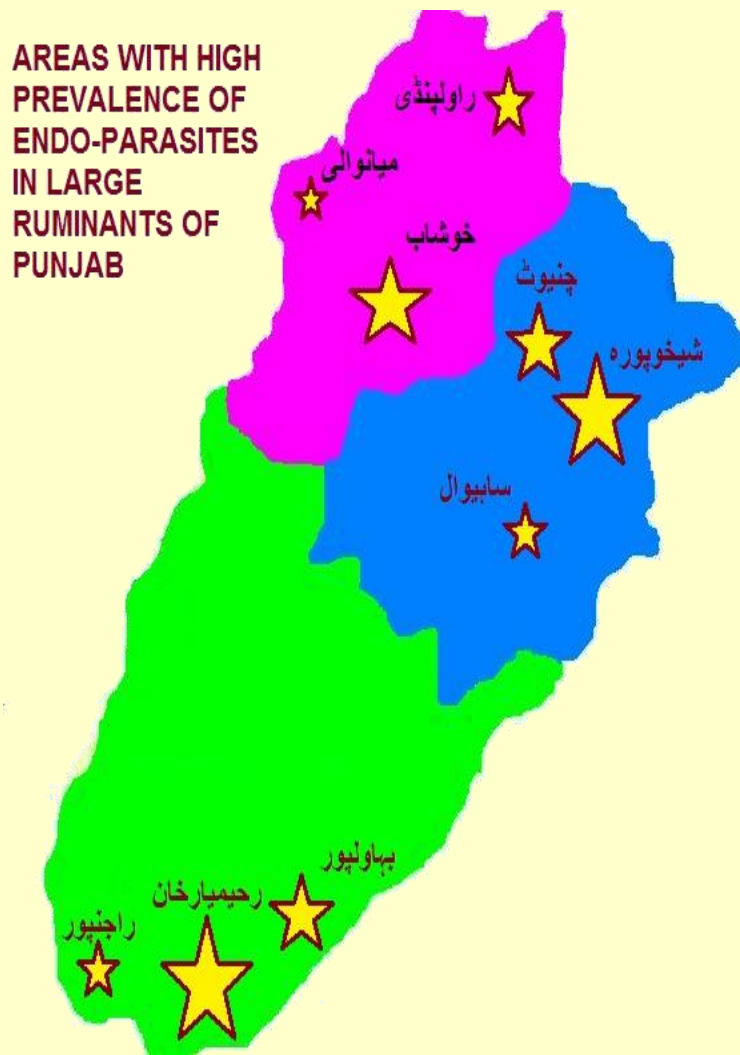 AREAS WITH HIGH
PREVALENCE OF
ENDO-PARASITES
IN LARGE
RUMINANTS OF
PUNJAB
راولپنڈی
میانوالی
خوشاب
چنیوٹ
شیخوپورہ
ساہیوال
بہاولپور
رحیمیارخان
راجنپور